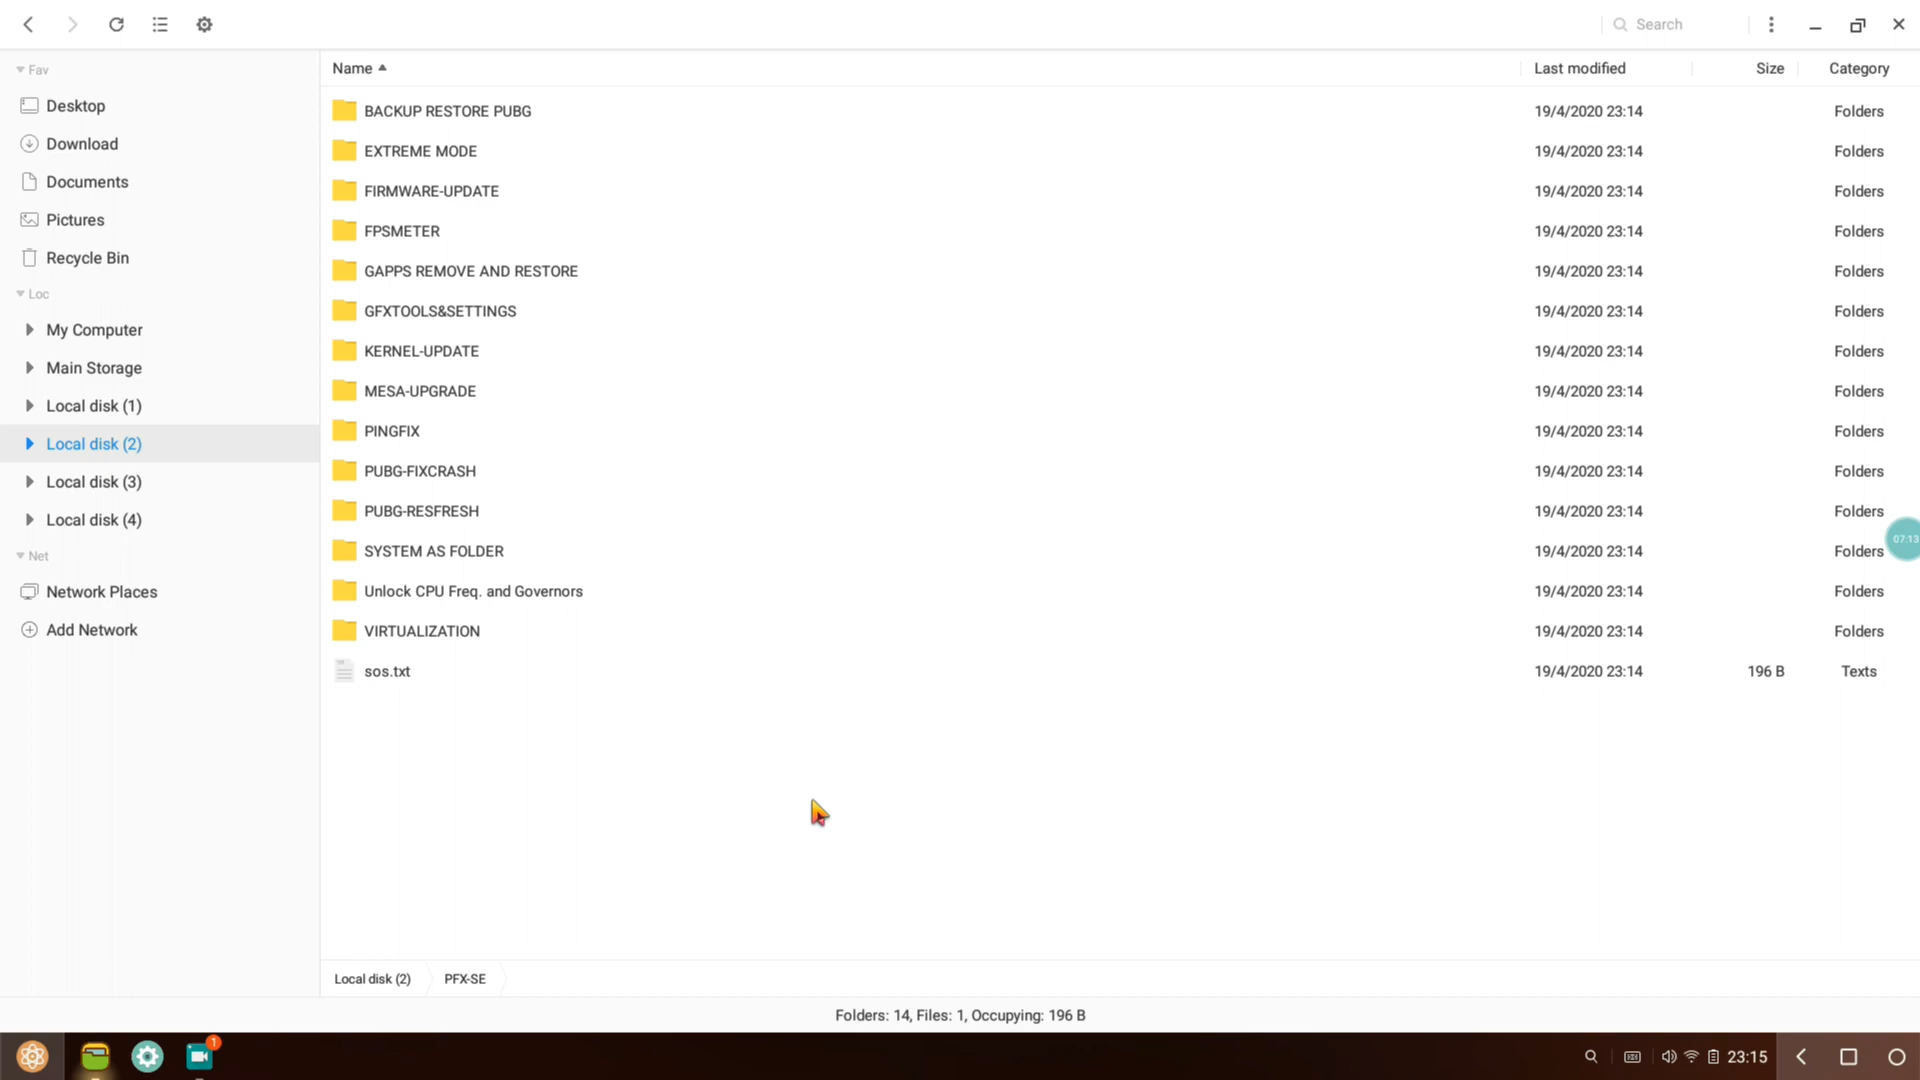 Search
Fav
Desktop
Download
Documents
Pictures
Recycle Bin
Loc
My Computer
Main Storage
Local disk (1)
Local disk (2)
Local disk (3)
Local disk (4)
Net
Network Places
Add Network
Name Last modified Size Category
BACKUP RESTORE PUBG 19/4/2020 23:14 Folders
EXTREME MODE 19/4/2020 23:14 Folders
FIRMWARE-UPDATE 19/4/2020 23:14 Folders
FPSMETER 19/4/2020 23:14 Folders
GAPPS REMOVE AND RESTORE 19/4/2020 23:14 Folders
GFXTOOLS&SETTINGS 19/4/2020 23:14 Folders
KERNEL-UPDATE 19/4/2020 23:14 Folders
MESA-UPGRADE 19/4/2020 23:14 Folders
PINGFIX 19/4/2020 23:14 Folders
PUBG-FIXCRASH 19/4/2020 23:14 Folders
PUBG-RESFRESH 19/4/2020 23:14 Folders
SYSTEM AS FOLDER 19/4/2020 23:14 Folders
Unlock CPU Freq. and Governors 19/4/2020 23:14 Folders
VIRTUALIZATION 19/4/2020 23:14 Folders
sos.txt 19/4/2020 23:14 196 B Texts
07:13
Local disk (2) PFX-SE
Folders: 14, Files: 1, Occupying: 196 B
1
23:15